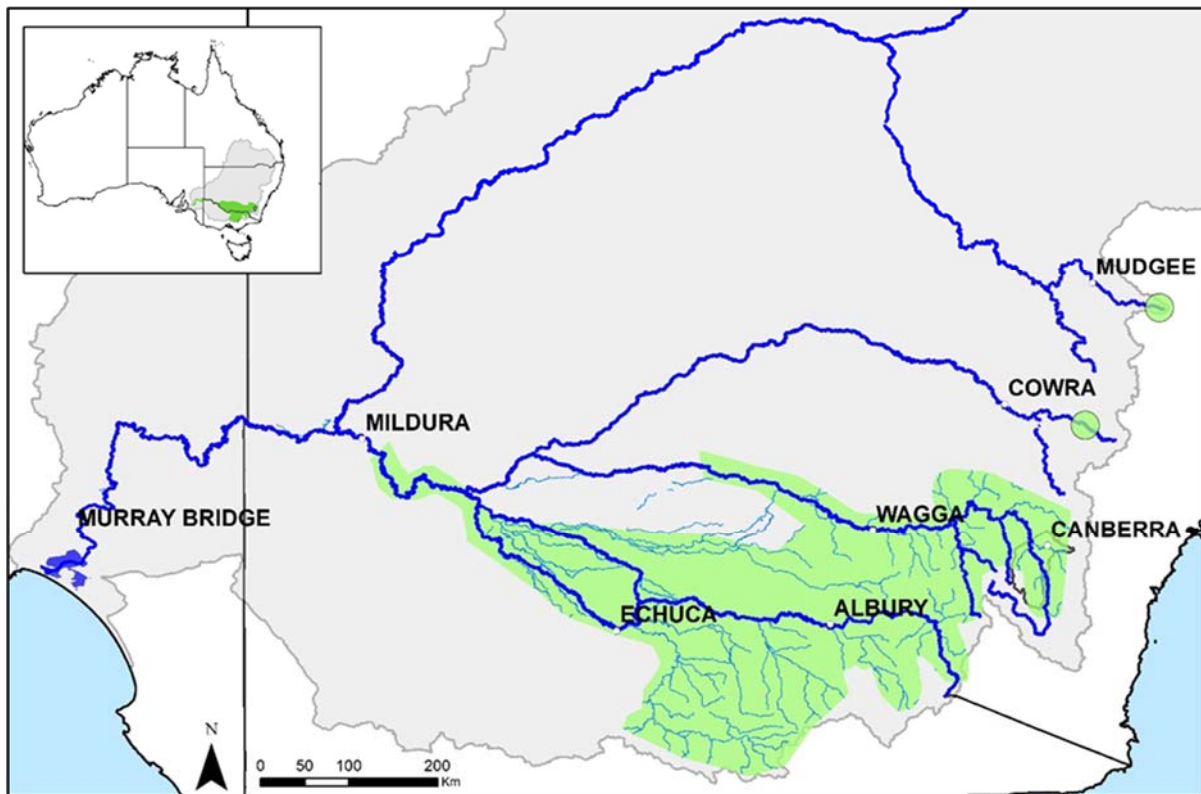 MUDGEE
COWRA
MILDURA
MURRAY BRIDGE
WAGGA
CANBERRA
ECHUCA
ALBURY
N
0 50 100 200
Km